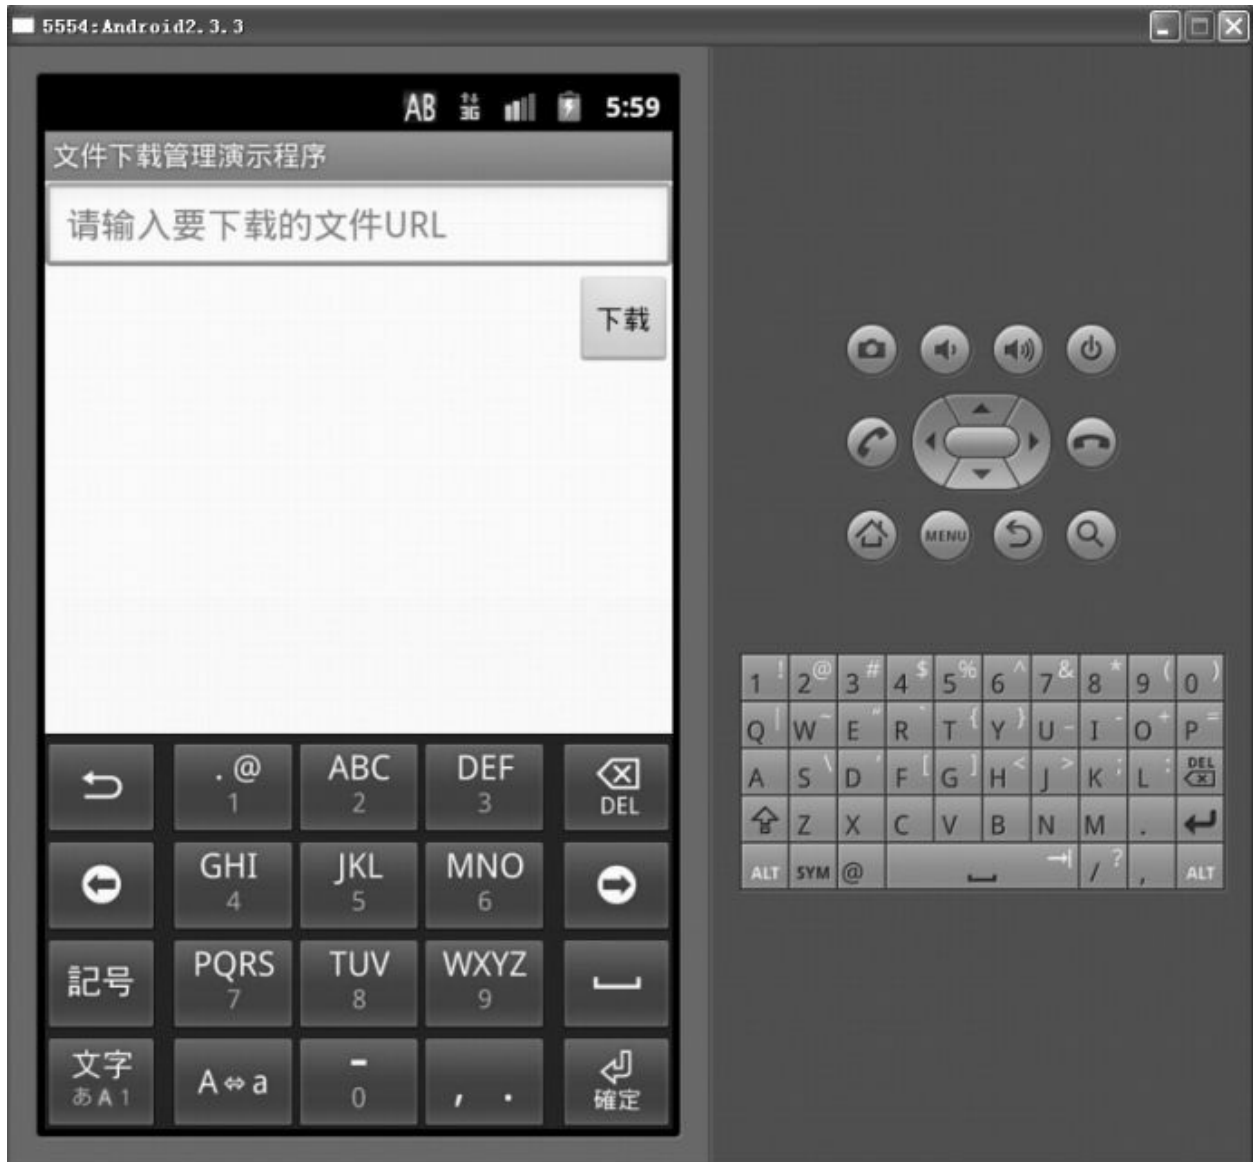 5554:Android2.3.3
AB 3G 5:59
文件下载管理演示程序
请输入要下载的文件URL
下载
MENU
. @ ABC DEF
1 2 3 DEL
GHI JKL MNO
4 5 6
記号 PQRS TUV WXYZ
7 8 9
文字 A⇔a - , .
あA1 0 確定
1 ! 2 @ 3 # 4 $ 5 % 6 ^ 7 & 8 * 9 ( 0 )
Q | W ~ E " R ` T { Y } U _ I - O + P =
A S \ D ' F [ G ] H < J > K ; L : DEL
Z X C V B N M .
ALT SYM @ / ? , ALT